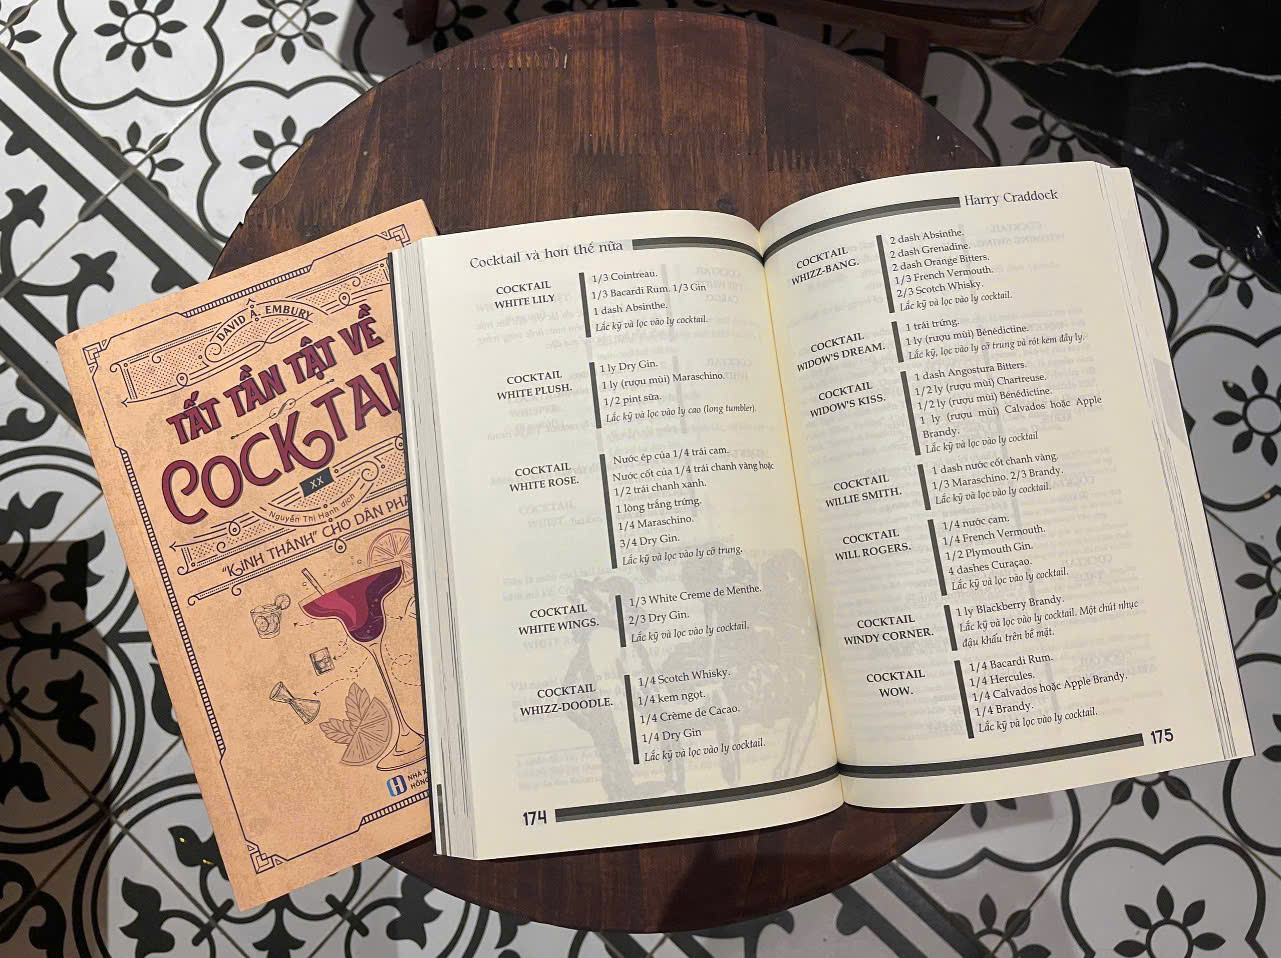 DAVID A. EMBURY
TẤT TẦN TẬT VỀ
COCKTAIL
XX
Nguyễn Thị Hạnh dịch
"KINH THÁNH" CHO DÂN PHA
NHÀ X
HỒNG
Cocktail và hơn thế nữa
COCKTAIL
WHITE LILY
1/3 Cointreau.
1/3 Bacardi Rum. 1/3 Gin
1 dash Absinthe.
Lắc kỹ và lọc vào ly cocktail.
COCKTAIL
WHITE PLUSH.
1 ly Dry Gin.
1 ly (rượu mùi) Maraschino.
1/2 pint sữa.
Lắc kỹ và lọc vào ly cao (long tumbler).
COCKTAIL
WHITE ROSE.
Nước ép của 1/4 trái cam.
Nước cốt của 1/4 trái chanh vàng hoặc
1/2 trái chanh xanh.
1 lòng trắng trứng.
1/4 Maraschino.
3/4 Dry Gin.
Lắc kỹ và lọc vào ly cỡ trung.
COCKTAIL
WHITE WINGS.
1/3 White Creme de Menthe.
2/3 Dry Gin.
Lắc kỹ và lọc vào ly cocktail.
COCKTAIL
WHIZZ-DOODLE.
1/4 Scotch Whisky.
1/4 kem ngọt.
1/4 Crème de Cacao.
1/4 Dry Gin
Lắc kỹ và lọc vào ly cocktail.
174
Harry Craddock
COCKTAIL
WHIZZ-BANG.
2 dash Absinthe.
2 dash Grenadine.
2 dash Orange Bitters.
1/3 French Vermouth.
2/3 Scotch Whisky.
Lắc kỹ và lọc vào ly cocktail.
COCKTAIL
WIDOW'S DREAM.
1 trái trứng.
1 ly (rượu mùi) Bénédictine.
Lắc kỹ, lọc vào ly cỡ trung và rót kem đầy ly.
COCKTAIL
WIDOW'S KISS.
1 dash Angostura Bitters.
1/2 ly (rượu mùi) Chartreuse.
1/2 ly (rượu mùi) Bénédictine.
1 ly (rượu mùi) Calvados hoặc Apple
Brandy.
Lắc kỹ và lọc vào ly cocktail
COCKTAIL
WILLIE SMITH.
1 dash nước cốt chanh vàng.
1/3 Maraschino. 2/3 Brandy.
Lắc kỹ và lọc vào ly cocktail.
COCKTAIL
WILL ROGERS.
1/4 nước cam.
1/4 French Vermouth.
1/2 Plymouth Gin.
4 dashes Curaçao.
Lắc kỹ và lọc vào ly cocktail.
COCKTAIL
WINDY CORNER.
1 ly Blackberry Brandy.
Lắc kỹ và lọc vào ly cocktail. Một chút nhục
đậu khấu trên bề mặt.
COCKTAIL
WOW.
1/4 Bacardi Rum.
1/4 Hercules.
1/4 Calvados hoặc Apple Brandy.
1/4 Brandy.
Lắc kỹ và lọc vào ly cocktail.
175